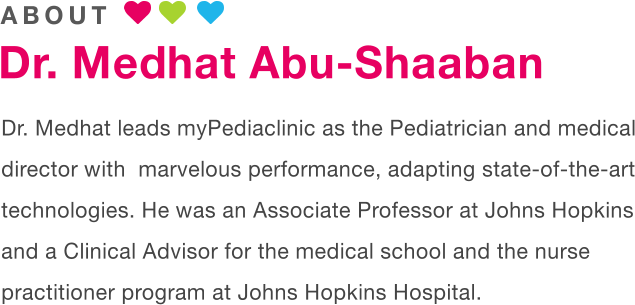 ABOUT
Dr. Medhat Abu-Shaaban
Dr. Medhat leads myPediaclinic as the Pediatrician and medical
director with  marvelous performance, adapting state-of-the-art
technologies. He was an Associate Professor at Johns Hopkins
and a Clinical Advisor for the medical school and the nurse
practitioner program at Johns Hopkins Hospital.